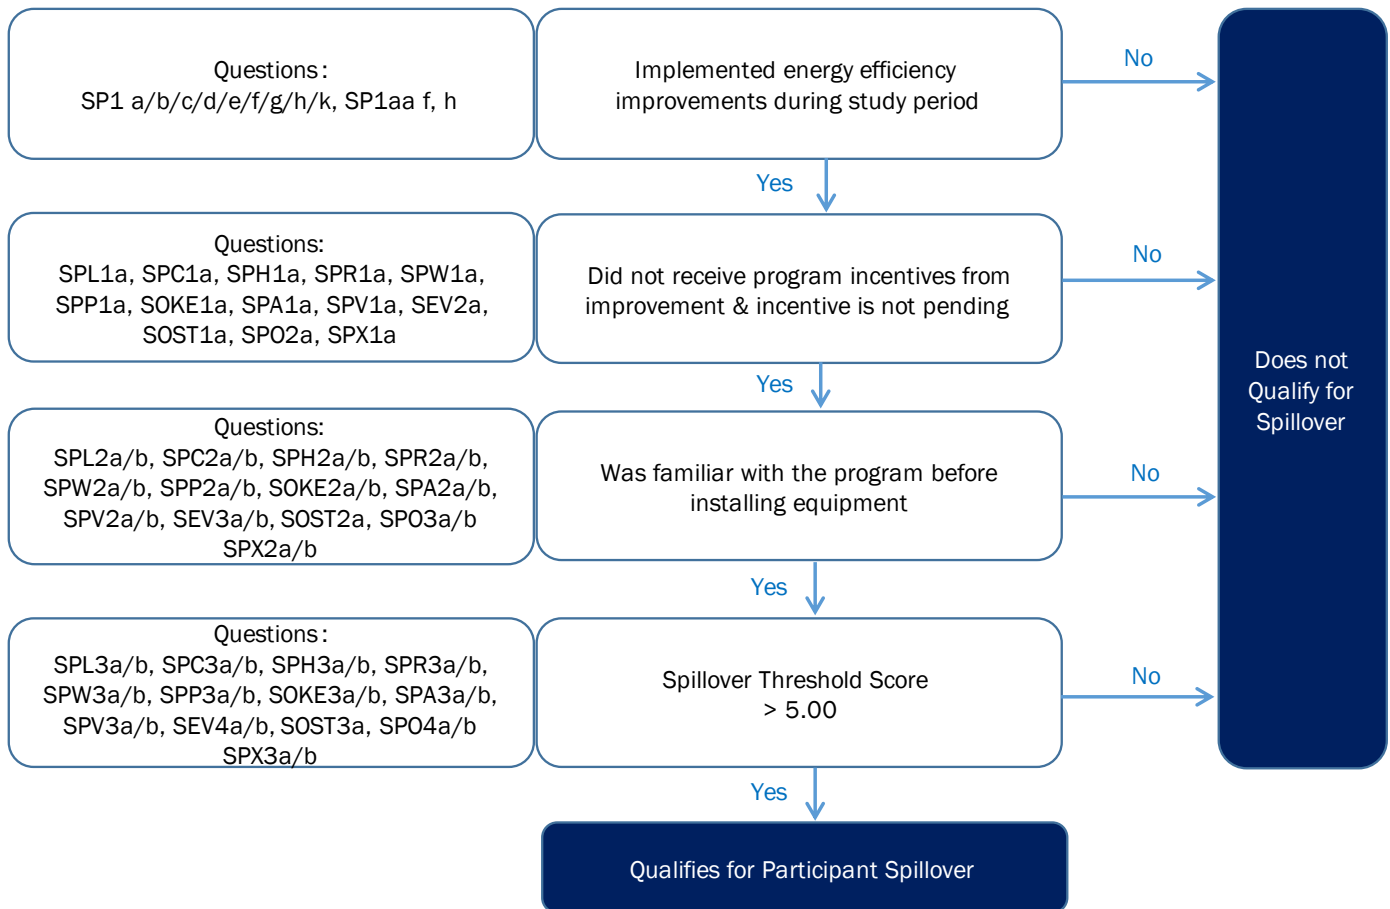 Questions:
SP1 a/b/c/d/e/f/g/h/k, SP1aa f, h
Implemented energy efficiency
improvements during study period
No
Yes
Questions:
SPL1a, SPC1a, SPH1a, SPR1a, SPW1a,
SPP1a, SOKE1a, SPA1a, SPV1a, SEV2a,
SOST1a, SPO2a, SPX1a
Did not receive program incentives from
improvement & incentive is not pending
No
Yes
Questions:
SPL2a/b, SPC2a/b, SPH2a/b, SPR2a/b,
SPW2a/b, SPP2a/b, SOKE2a/b, SPA2a/b,
SPV2a/b, SEV3a/b, SOST2a, SPO3a/b
SPX2a/b
Was familiar with the program before
installing equipment
No
Yes
Questions:
SPL3a/b, SPC3a/b, SPH3a/b, SPR3a/b,
SPW3a/b, SPP3a/b, SOKE3a/b, SPA3a/b,
SPV3a/b, SEV4a/b, SOST3a, SPO4a/b
SPX3a/b
Spillover Threshold Score
> 5.00
No
Yes
Qualifies for Participant Spillover
Does not
Qualify for
Spillover